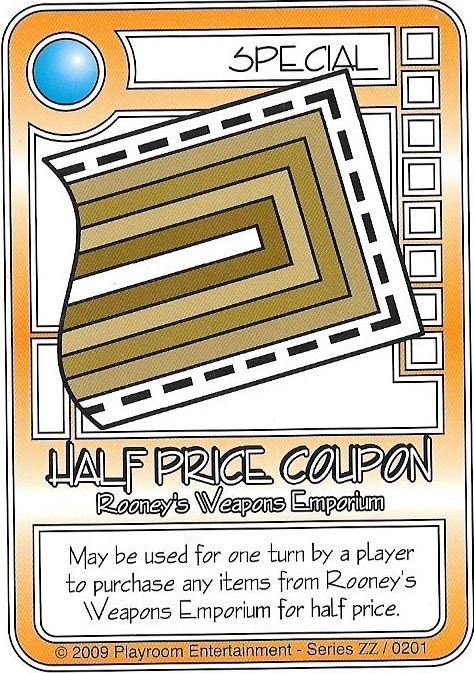 SPECIAL
HALF PRICE COUPON
Rooney's Weapons Emporium
May be used for one turn by a player
to purchase any items from Rooney's
Weapons Emporium for half price.
© 2009 Playroom Entertainment - Series ZZ / 0201